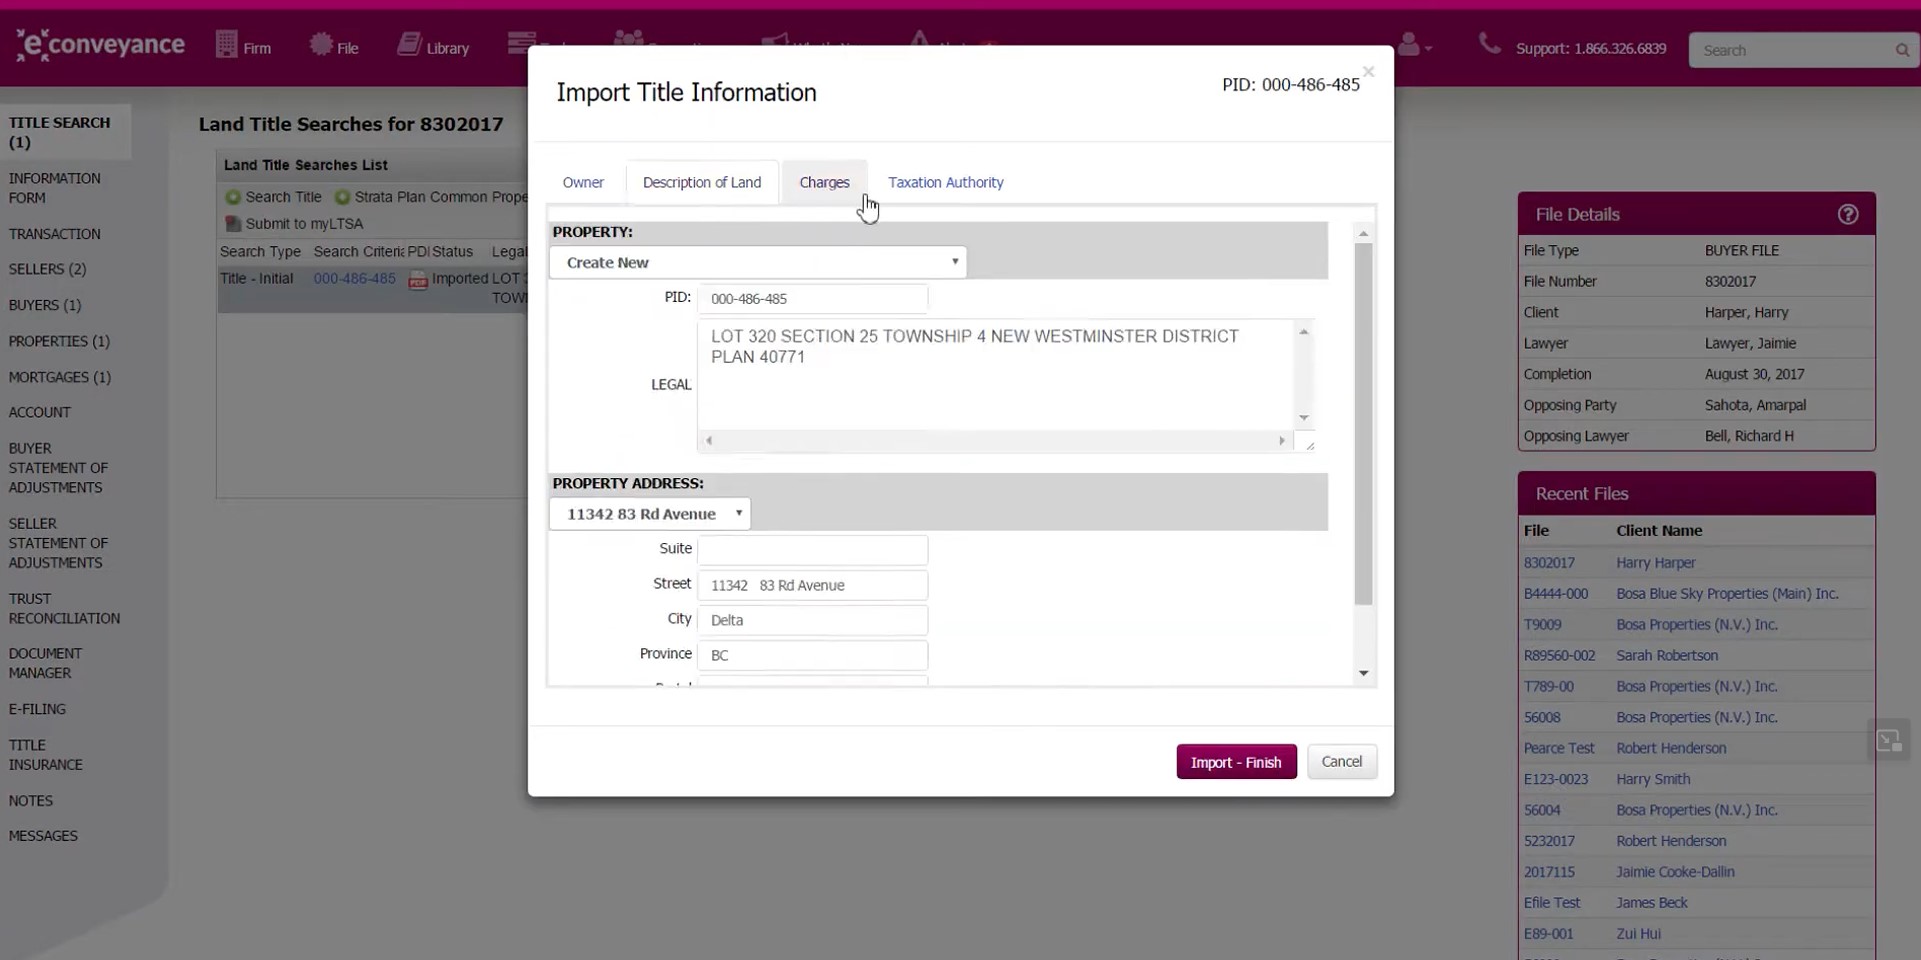 e conveyance
Firm
File
Library
Support: 1.866.326.6839
Search
TITLE SEARCH
(1)
INFORMATION
FORM
TRANSACTION
SELLERS (2)
BUYERS (1)
PROPERTIES (1)
MORTGAGES (1)
ACCOUNT
BUYER
STATEMENT OF
ADJUSTMENTS
SELLER
STATEMENT OF
ADJUSTMENTS
TRUST
RECONCILIATION
DOCUMENT
MANAGER
E-FILING
TITLE
INSURANCE
NOTES
MESSAGES
Land Title Searches for 8302017
Land Title Searches List
Search Title Strata Plan Common Prope
Submit to myLTSA
Search Type Search Criteria PDF Status Legal
Title - Initial 000-486-485 PDF Imported LOT 3
TOWN
Import Title Information
PID: 000-486-485
×
Owner Description of Land Charges Taxation Authority
PROPERTY:
Create New
PID: 000-486-485
LEGAL
LOT 320 SECTION 25 TOWNSHIP 4 NEW WESTMINSTER DISTRICT
PLAN 40771
PROPERTY ADDRESS:
11342 83 Rd Avenue
Suite
Street 11342 83 Rd Avenue
City Delta
Province BC
Import - Finish Cancel
File Details ?
File Type BUYER FILE
File Number 8302017
Client Harper, Harry
Lawyer Lawyer, Jaimie
Completion August 30, 2017
Opposing Party Sahota, Amarpal
Opposing Lawyer Bell, Richard H
Recent Files
File Client Name
8302017 Harry Harper
B4444-000 Bosa Blue Sky Properties (Main) Inc.
T9009 Bosa Properties (N.V.) Inc.
R89560-002 Sarah Robertson
T789-00 Bosa Properties (N.V.) Inc.
56008 Bosa Properties (N.V.) Inc.
Pearce Test Robert Henderson
E123-0023 Harry Smith
56004 Bosa Properties (N.V.) Inc.
5232017 Robert Henderson
2017115 Jaimie Cooke-Dallin
Efile Test James Beck
E89-001 Zui Hui